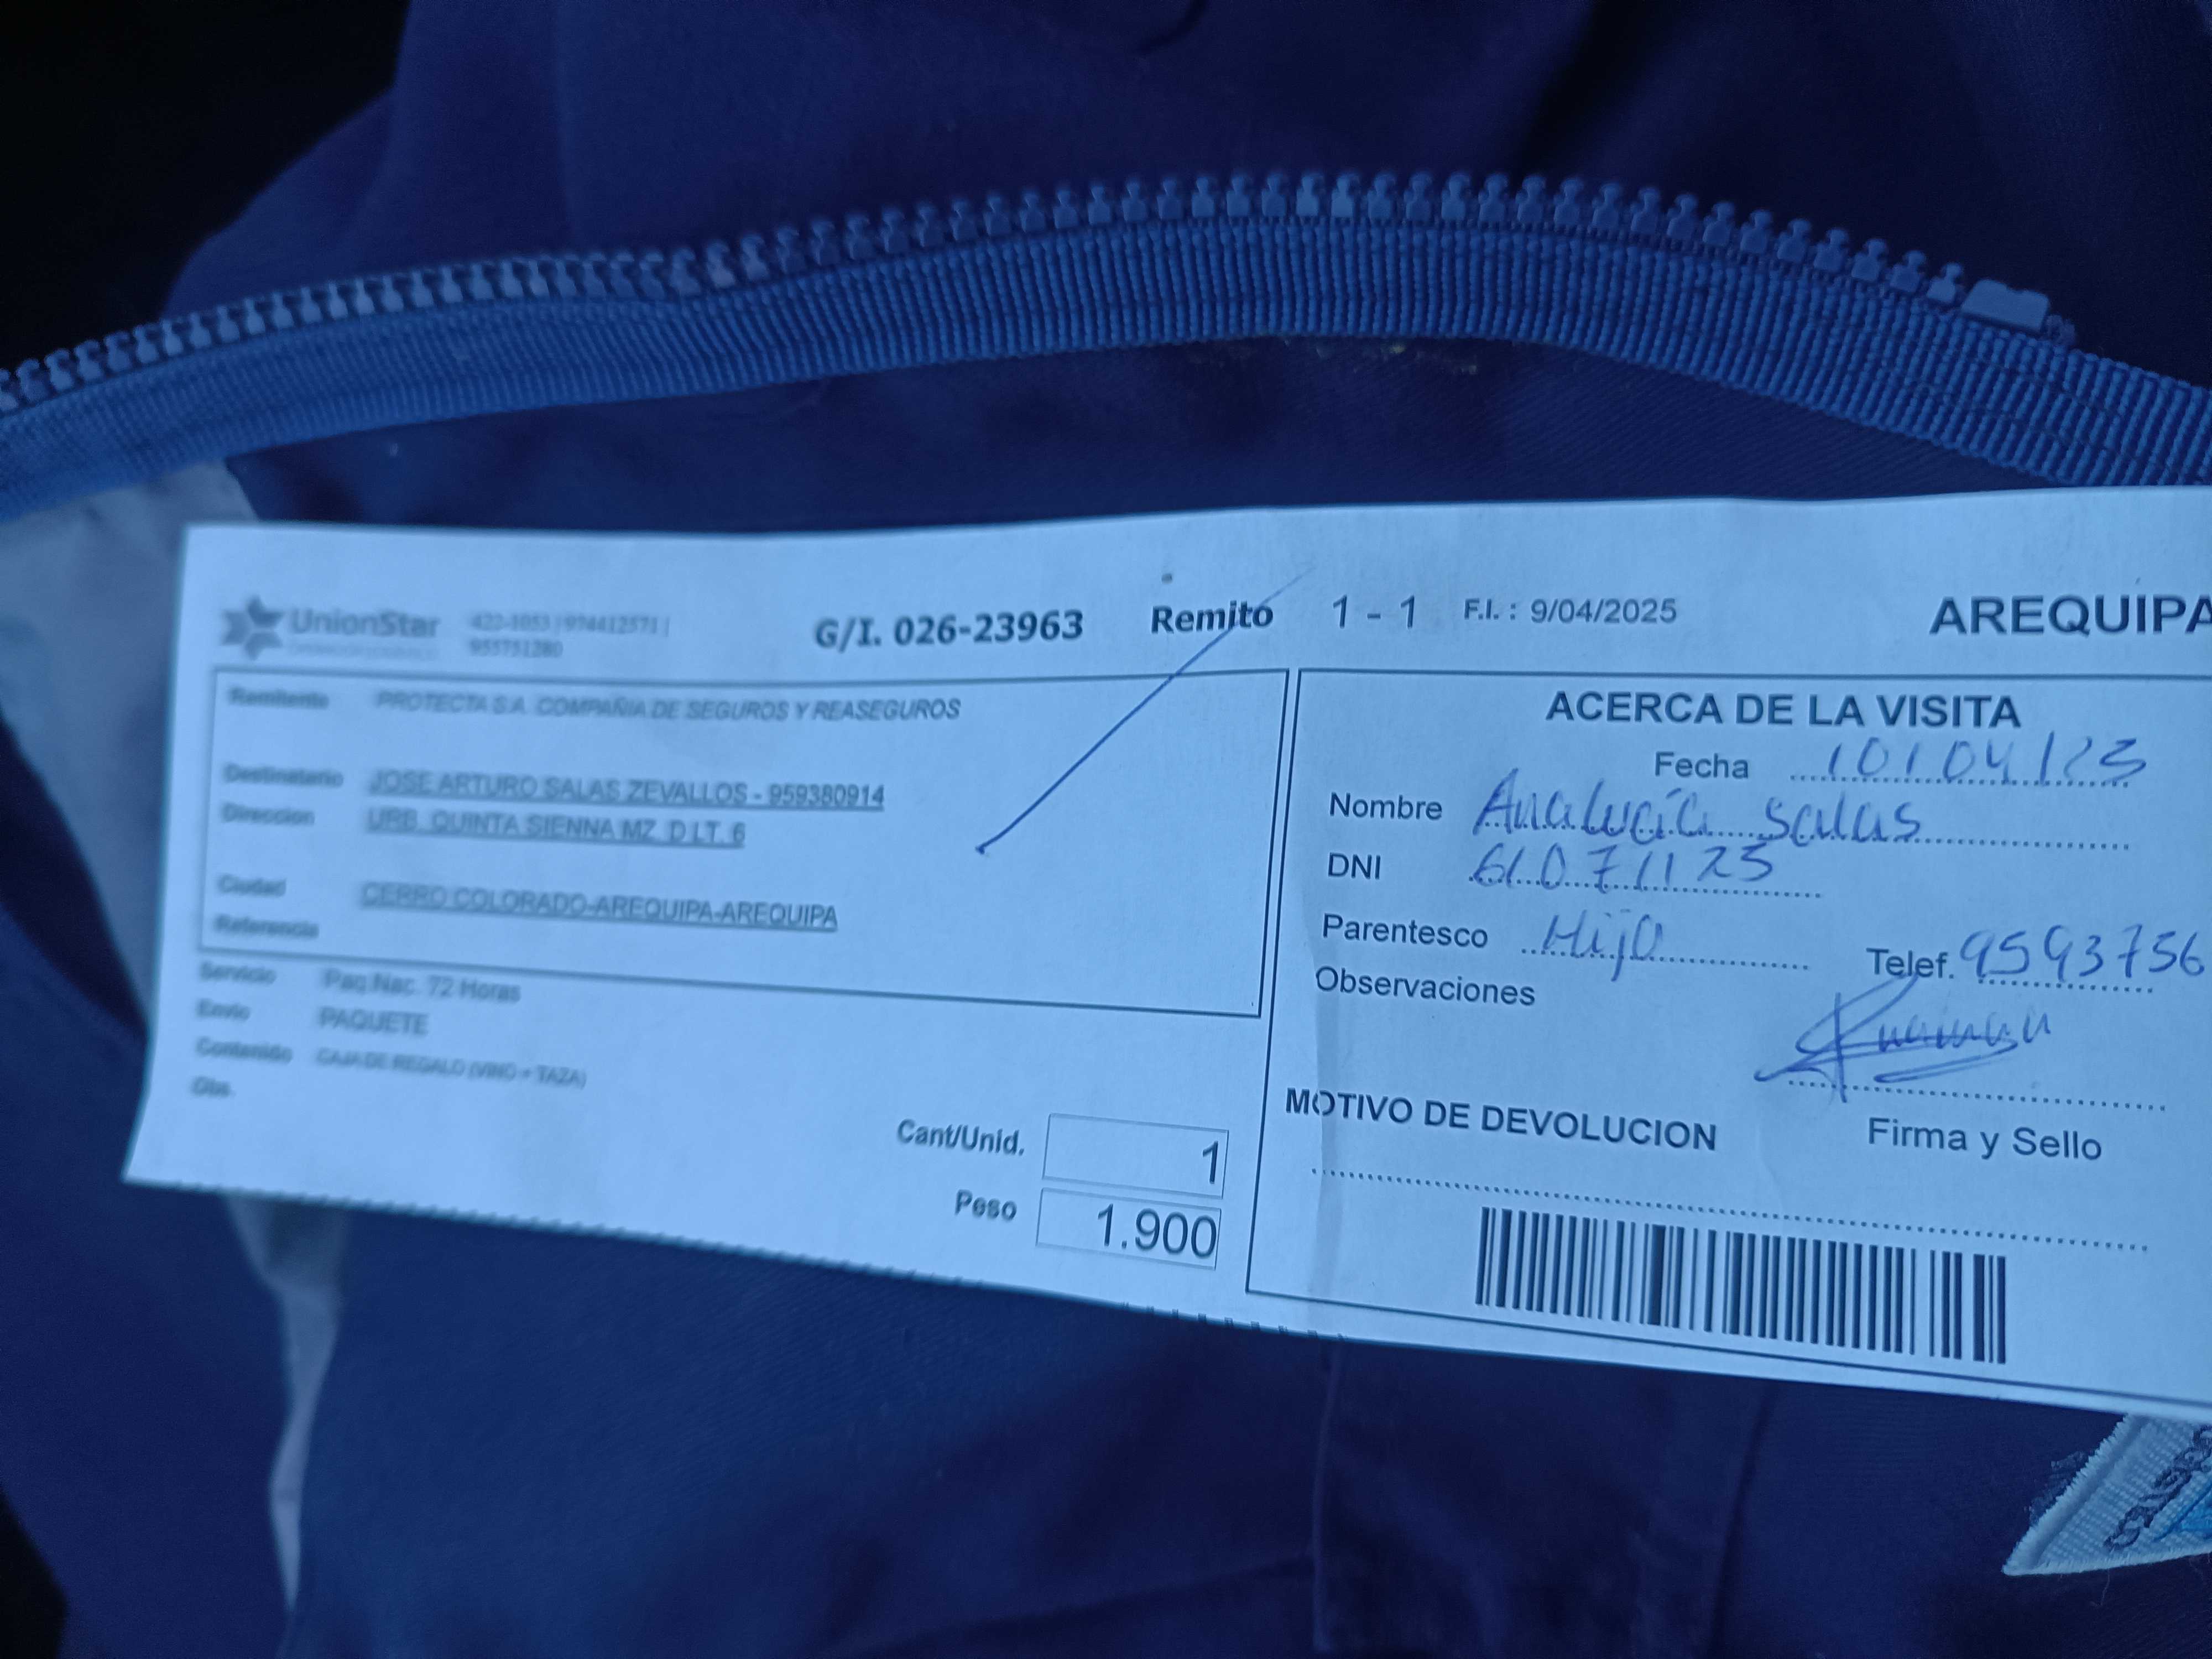 UnionStar 422-1053 | 994412571 |
955751280
G/I. 026-23963 Remito 1 - 1 F.I. : 9/04/2025 AREQUIPA
Remitente PROTECTA S.A. COMPAÑIA DE SEGUROS Y REASEGUROS
Destinatario JOSE ARTURO SALAS ZEVALLOS - 959380914
Direccion URB. QUINTA SIENNA MZ. D LT. 6
Ciudad CERRO COLORADO-AREQUIPA-AREQUIPA
Referencia
Servicio Paq.Nac. 72 Horas
Envio PAQUETE
Contenido CAJA DE REGALO (VINO + TAZA)
Obs.
Cant/Unid. 1
Peso 1.900
ACERCA DE LA VISITA
Fecha 10/04/25
Nombre Analucía Salas
DNI 61071125
Parentesco Hija Telef. 9593756
Observaciones
MOTIVO DE DEVOLUCION Firma y Sello